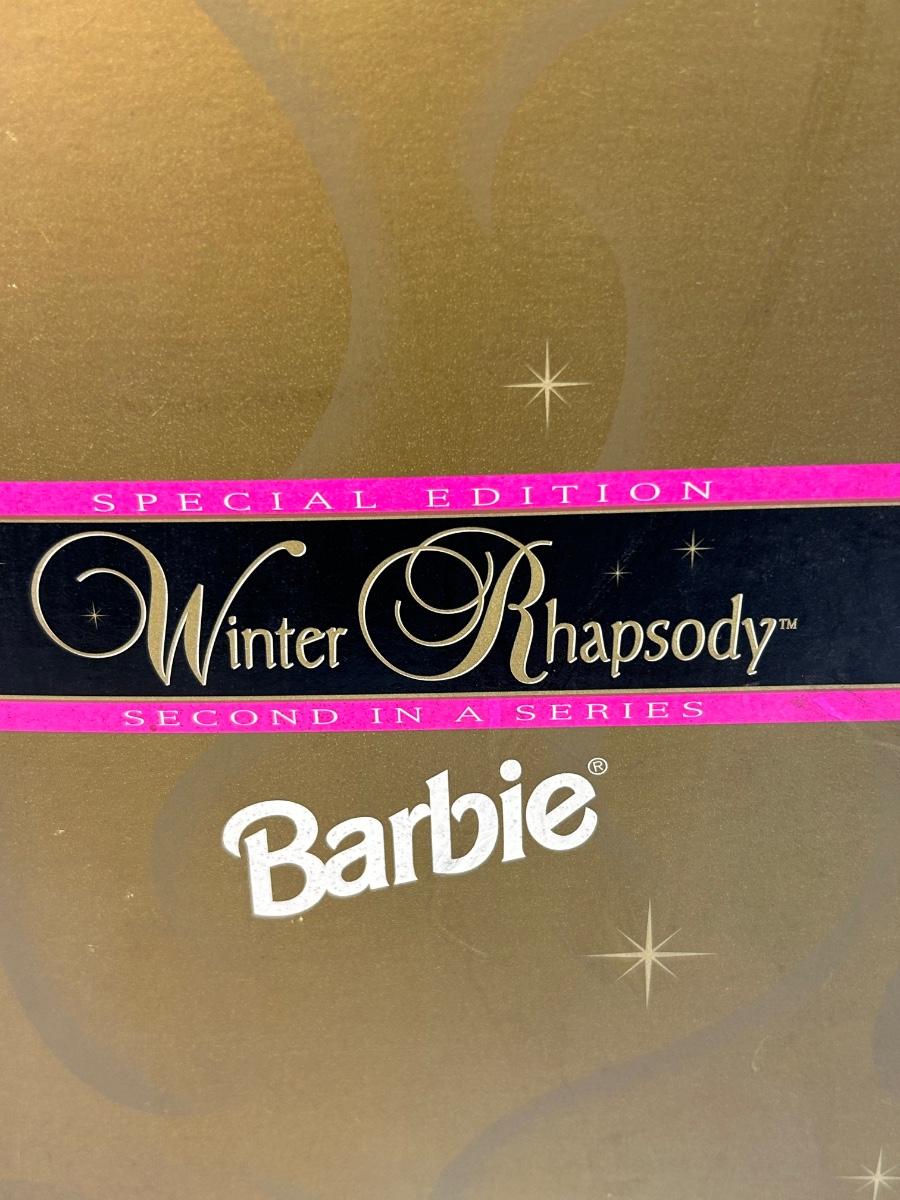 SPECIAL EDITION
Winter Rhapsody™
SECOND IN A SERIES
Barbie®